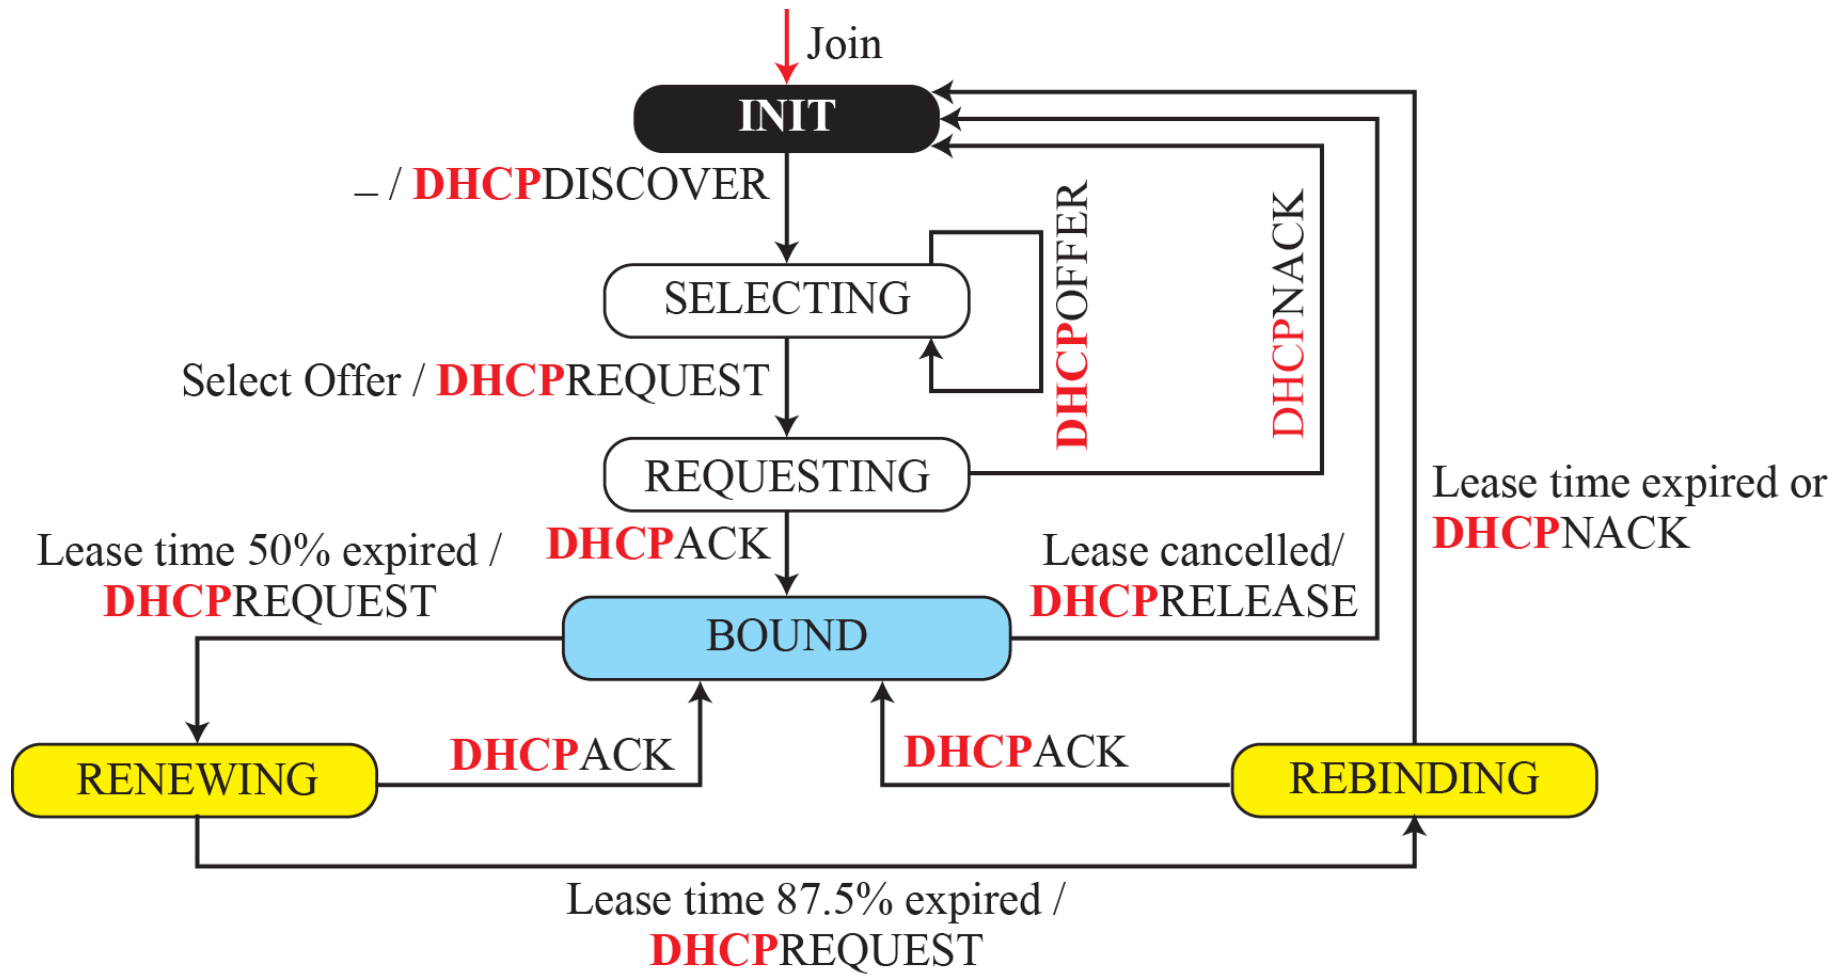 Join
INIT
– / DHCPDISCOVER
SELECTING
DHCPOFFER
DHCPNACK
Select Offer / DHCPREQUEST
REQUESTING
Lease time expired or
DHCPNACK
DHCPACK
Lease time 50% expired /
DHCPREQUEST
Lease cancelled/
DHCPRELEASE
BOUND
RENEWING
DHCPACK
DHCPACK
REBINDING
Lease time 87.5% expired /
DHCPREQUEST